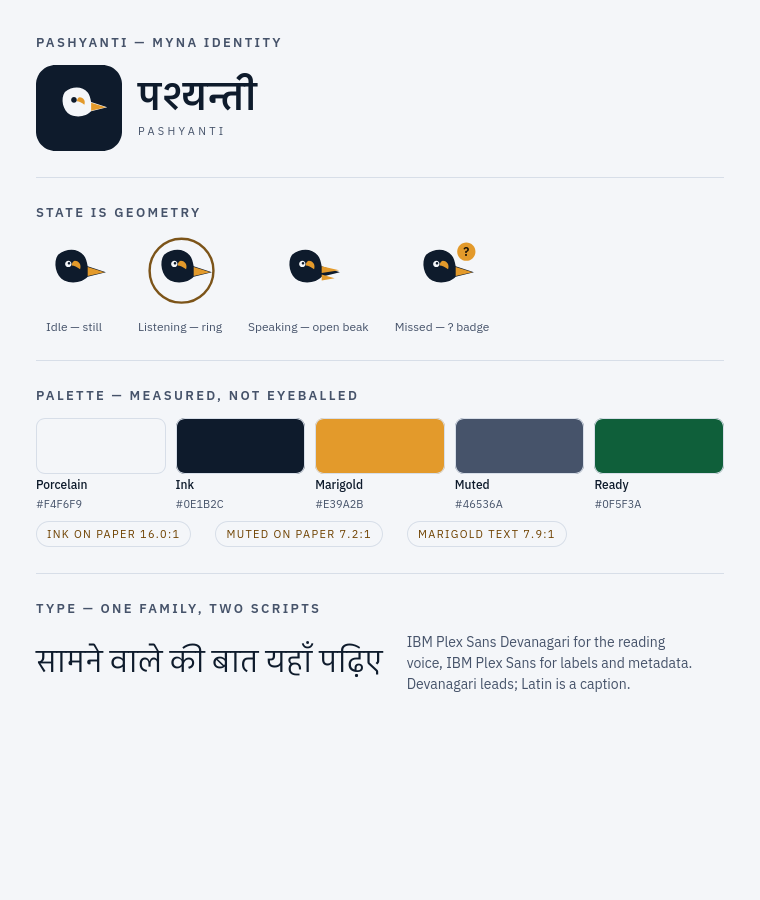 PASHYANTI — MYNA IDENTITY
पश्यन्ती
PASHYANTI
STATE IS GEOMETRY
?
Idle — still
Listening — ring
Speaking — open beak
Missed — ? badge
PALETTE — MEASURED, NOT EYEBALLED
Porcelain
Ink
Marigold
Muted
Ready
#F4F6F9
#0E1B2C
#E39A2B
#46536A
#0F5F3A
INK ON PAPER 16.0:1
MUTED ON PAPER 7.2:1
MARIGOLD TEXT 7.9:1
TYPE — ONE FAMILY, TWO SCRIPTS
सामने वाले की बात यहाँ पढ़िए
IBM Plex Sans Devanagari for the reading
voice, IBM Plex Sans for labels and metadata.
Devanagari leads; Latin is a caption.